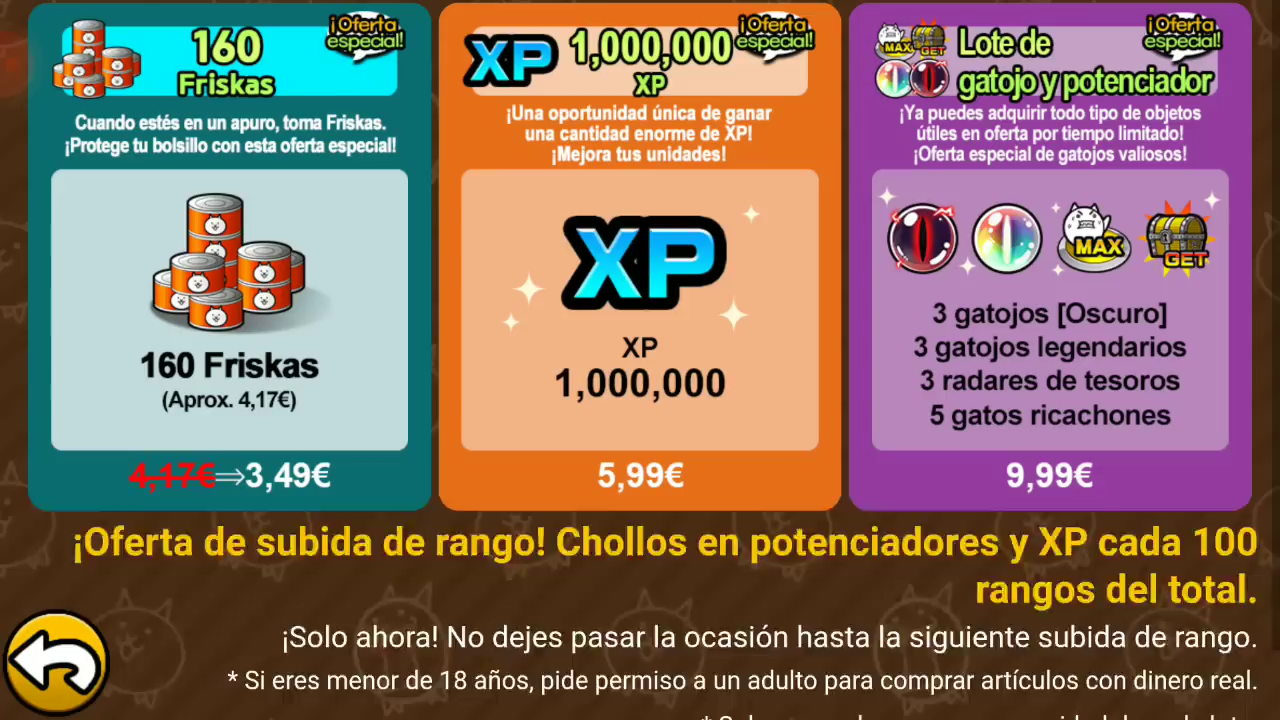 160
Friskas
¡Oferta
especial!
Cuando estés en un apuro, toma Friskas.
¡Protege tu bolsillo con esta oferta especial!
160 Friskas
(Aprox. 4,17€)
4,17€⇒3,49€
XP
1,000,000
XP
¡Oferta
especial!
¡Una oportunidad única de ganar
una cantidad enorme de XP!
¡Mejora tus unidades!
XP
XP
1,000,000
5,99€
MAX
GET
Lote de
gatojo y potenciador
¡Oferta
especial!
¡Ya puedes adquirir todo tipo de objetos
útiles en oferta por tiempo limitado!
¡Oferta especial de gatojos valiosos!
MAX
GET
3 gatojos [Oscuro]
3 gatojos legendarios
3 radares de tesoros
5 gatos ricachones
9,99€
¡Oferta de subida de rango! Chollos en potenciadores y XP cada 100
rangos del total.
¡Solo ahora! No dejes pasar la ocasión hasta la siguiente subida de rango.
* Si eres menor de 18 años, pide permiso a un adulto para comprar artículos con dinero real.